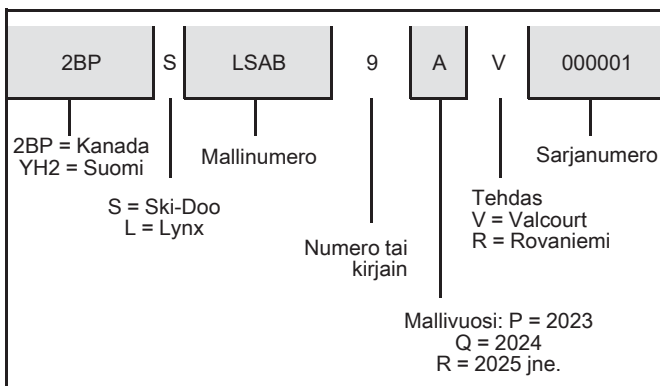 2BP S LSAB 9 A V 000001
2BP = Kanada
YH2 = Suomi
Mallinumero
Sarjanumero
S = Ski-Doo
L = Lynx
Tehdas
V = Valcourt
R = Rovaniemi
Numero tai
kirjain
Mallivuosi: P = 2023
Q = 2024
R = 2025 jne.